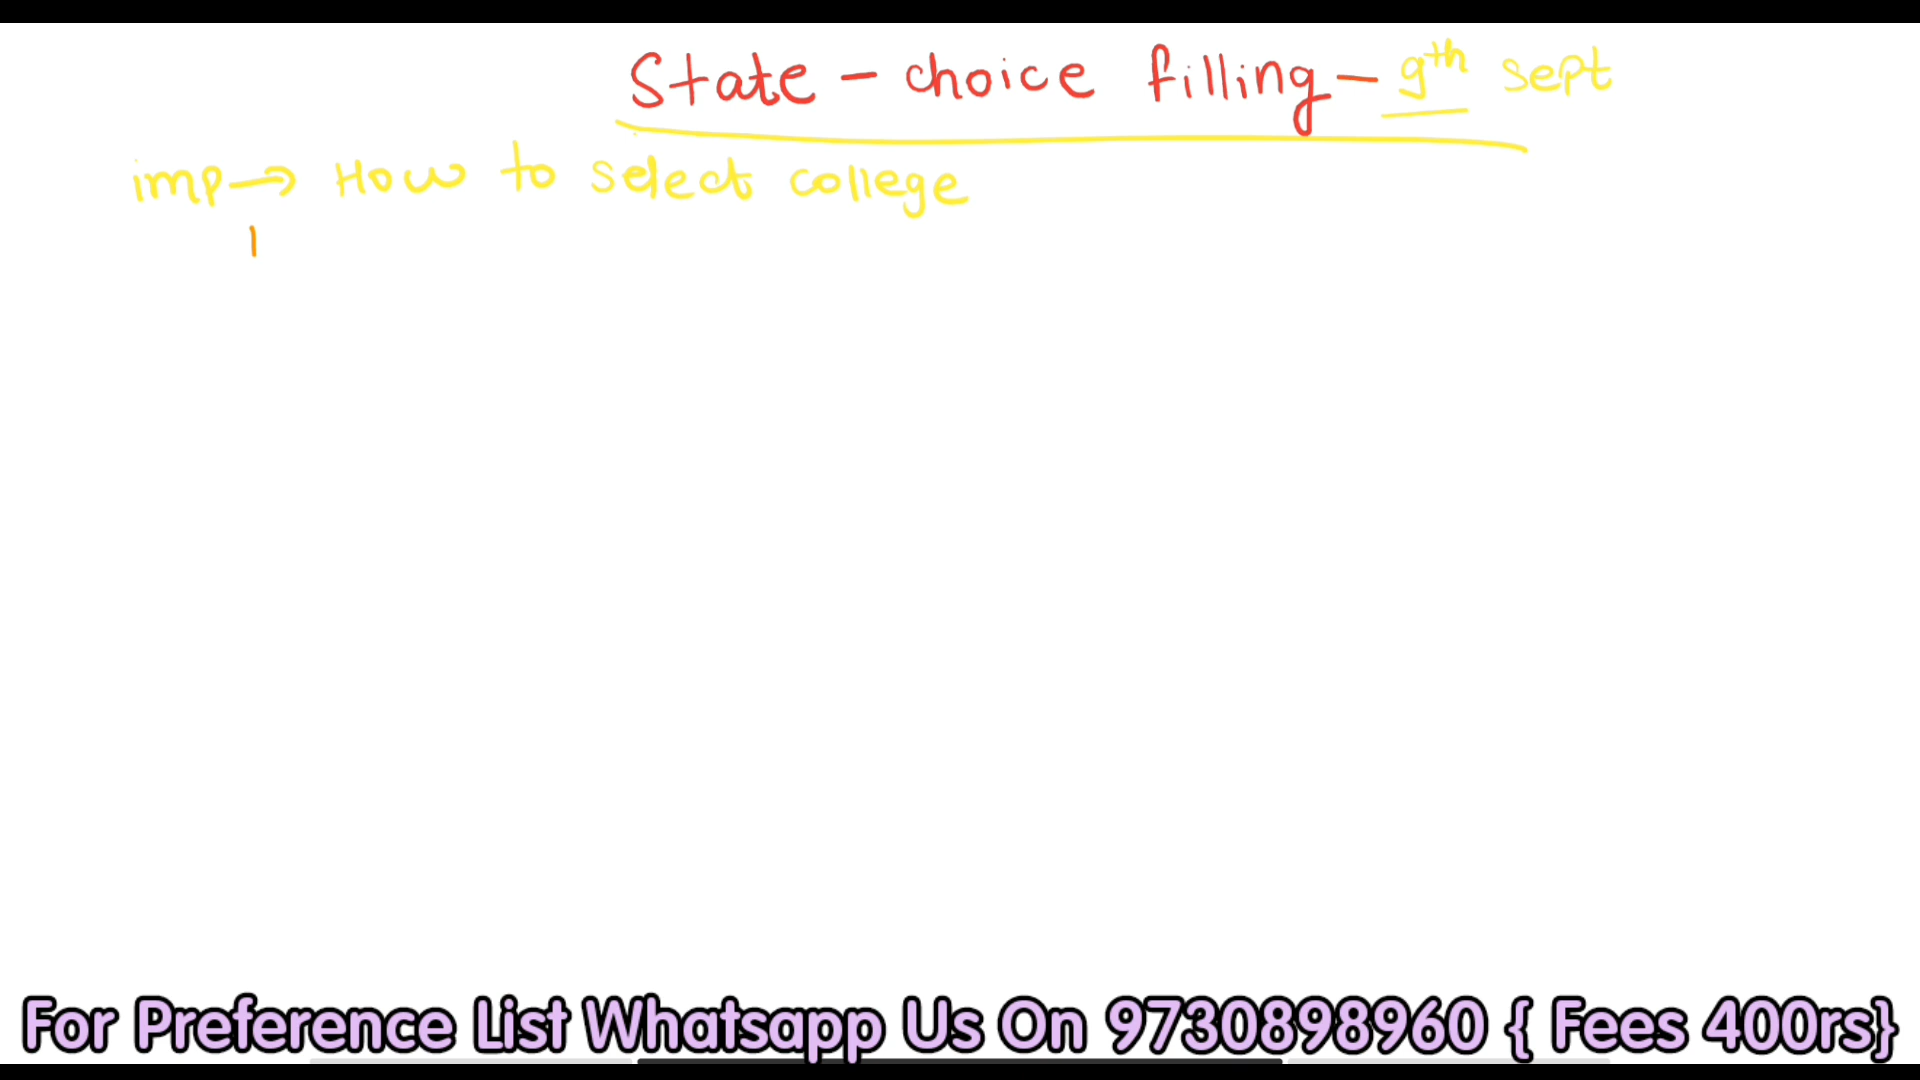 State - choice filling - 9th sept
imp → How to select college
1
For Preference List Whatsapp Us On 9730898960 { Fees 400rs}